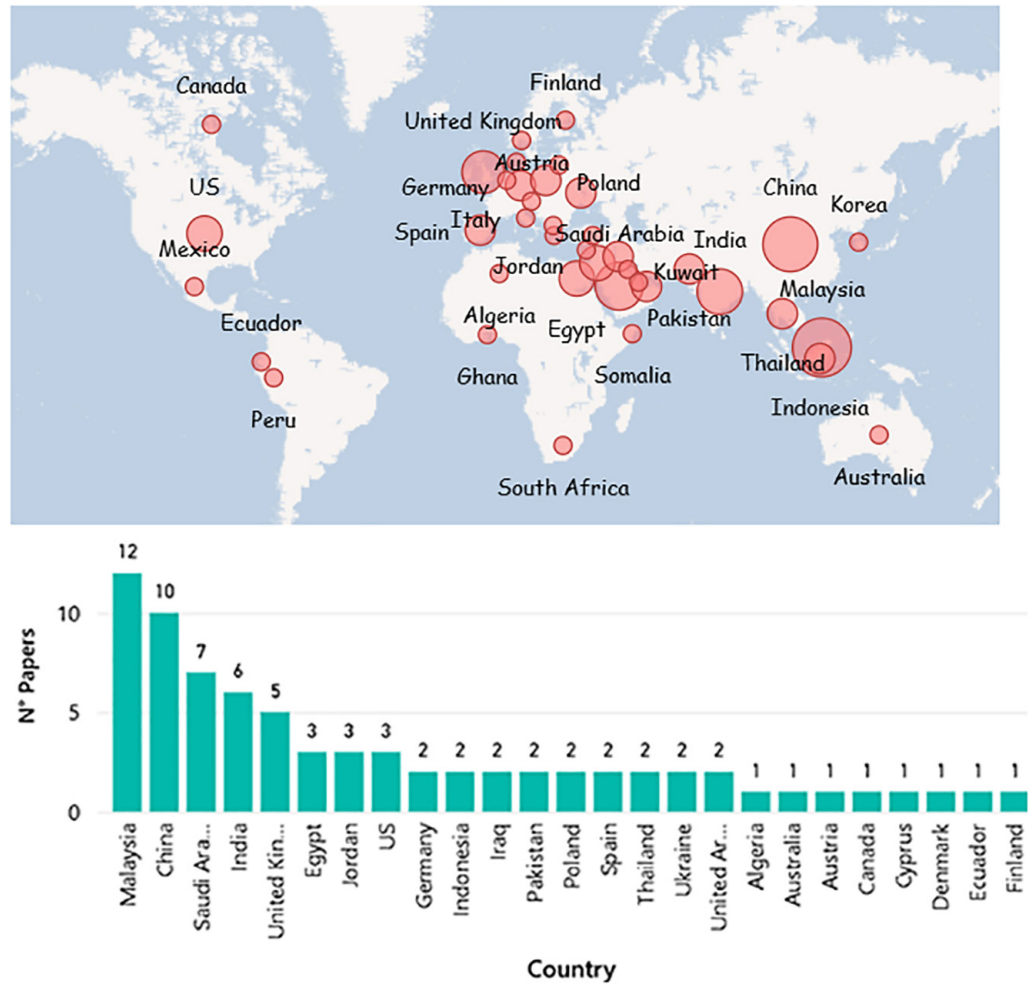 Canada
Finland
United Kingdom
Austria
US
Germany
Poland
China
Korea
Spain
Italy
Saudi Arabia
India
Mexico
Jordan
Kuwait
Malaysia
Ecuador
Algeria
Egypt
Pakistan
Thailand
Ghana
Somalia
Indonesia
Peru
South Africa
Australia
N° Papers
10
5
0
12
10
7
6
5
3
3
3
2
2
2
2
2
2
2
2
2
1
1
1
1
1
1
1
1
Malaysia
China
Saudi Ara...
India
United Kin...
Egypt
Jordan
US
Germany
Indonesia
Iraq
Pakistan
Poland
Spain
Thailand
Ukraine
United Ar...
Algeria
Australia
Austria
Canada
Cyprus
Denmark
Ecuador
Finland
Country